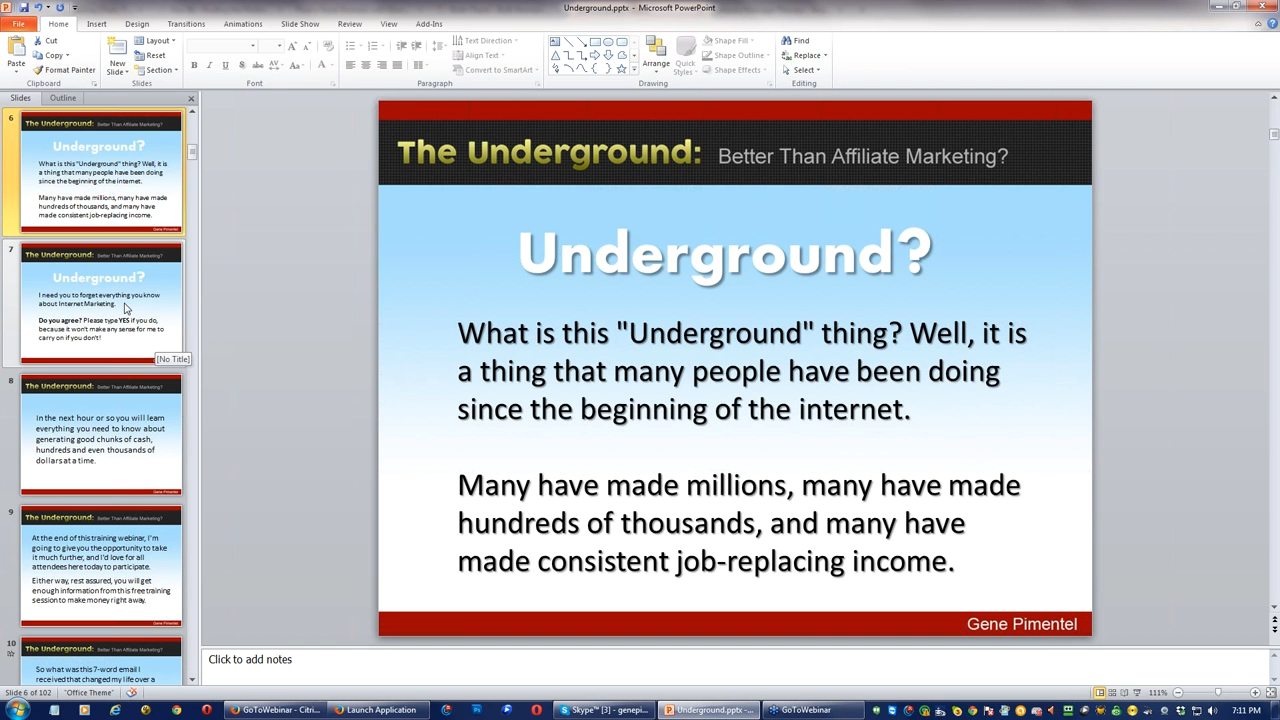 Underground.pptx - Microsoft PowerPoint
File Home Insert Design Transitions Animations Slide Show Review View Add-Ins
Paste Cut Copy Format Painter Clipboard
New Slide Layout Reset Section Slides
B I U S abc AV Aa A Font
Text Direction Align Text Convert to SmartArt Paragraph
Arrange Quick Styles Shape Fill Shape Outline Shape Effects Drawing
Find Replace Select Editing
Slides Outline
6
The Underground: Better Than Affiliate Marketing?
Underground?
What is this "Underground" thing? Well, it is
a thing that many people have been doing
since the beginning of the internet.
Many have made millions, many have made
hundreds of thousands, and many have
made consistent job-replacing income.
Gene Pimentel
7
The Underground: Better Than Affiliate Marketing?
Underground?
I need you to forget everything you know
about Internet Marketing.
Do you agree? Please type YES if you do,
because it won't make any sense for me to
carry on if you don't!
[No Title]
8
The Underground: Better Than Affiliate Marketing?
In the next hour or so you will learn
everything you need to know about
generating good chunks of cash,
hundreds and even thousands of
dollars at a time.
Gene Pimentel
9
The Underground: Better Than Affiliate Marketing?
At the end of this training webinar, I'm
going to give you the opportunity to take
it much further, and I'd love for all
attendees here today to participate.
Either way, rest assured, you will get
enough information from this free training
session to make money right away.
Gene Pimentel
10
The Underground: Better Than Affiliate Marketing?
So what was this 7-word email I
received that changed my life over a
The Underground: Better Than Affiliate Marketing?
Underground?
What is this "Underground" thing? Well, it is
a thing that many people have been doing
since the beginning of the internet.
Many have made millions, many have made
hundreds of thousands, and many have
made consistent job-replacing income.
Gene Pimentel
Click to add notes
Slide 6 of 102 "Office Theme" 111%
GoToWebinar - Citri... Launch Application Skype™ [3] - genepi... Underground.pptx -... GoToWebinar 7:11 PM